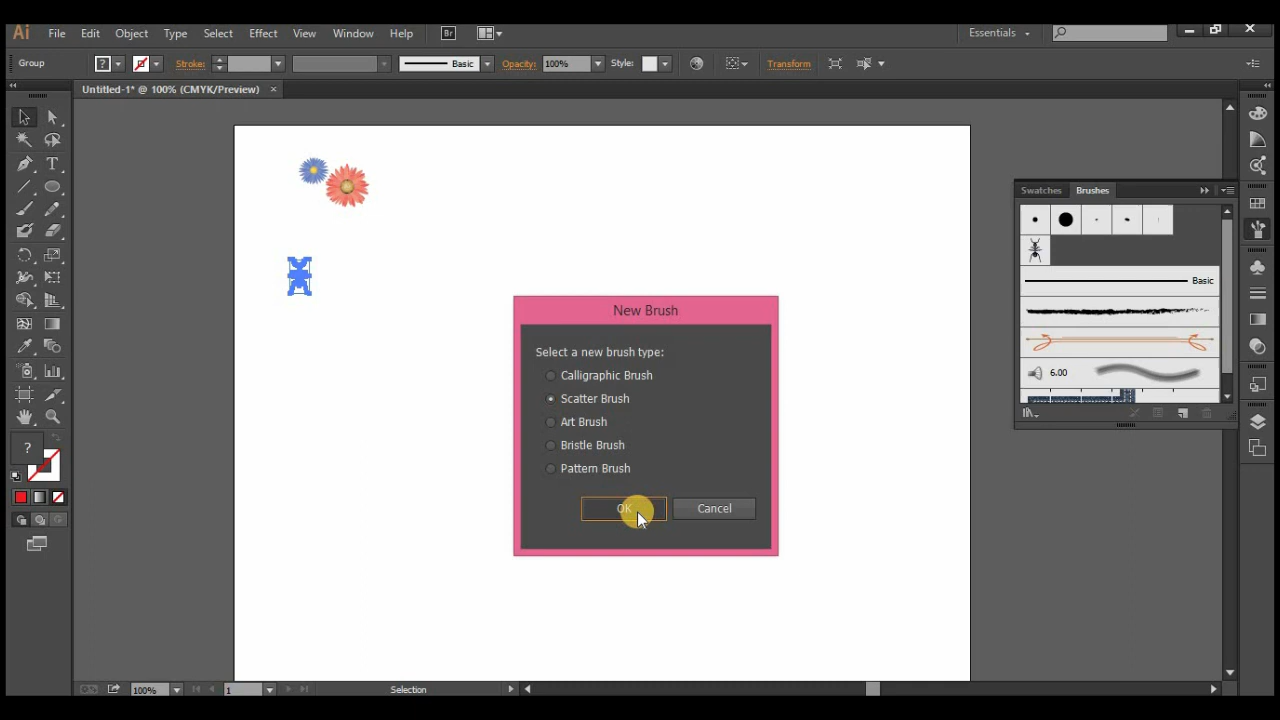 Ai File Edit Object Type Select Effect View Window Help Br Essentials
Group ? Stroke: Basic Opacity: 100% Style: Transform
Untitled-1* @ 100% (CMYK/Preview)
Swatches Brushes
T
Basic
6.00
New Brush
Select a new brush type:
Calligraphic Brush
Scatter Brush
Art Brush
Bristle Brush
Pattern Brush
OK Cancel
?
100% 1 Selection